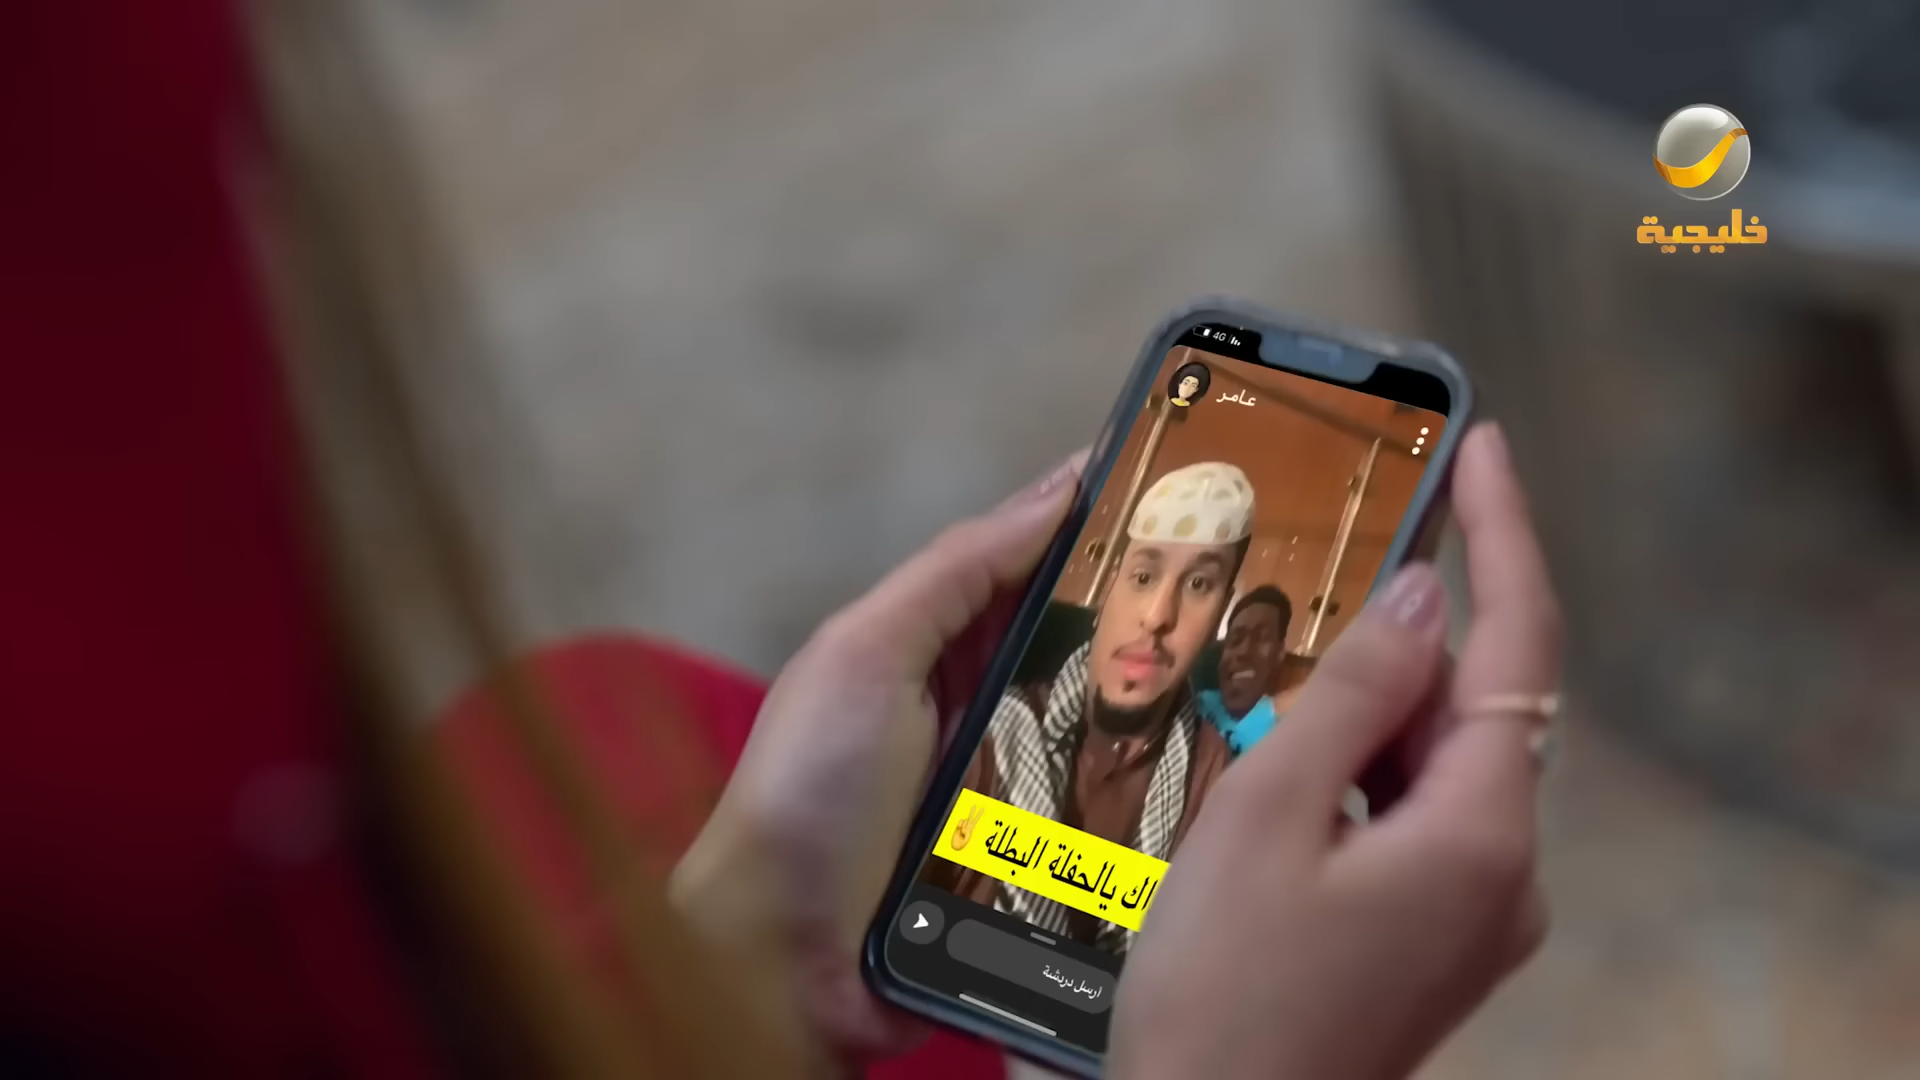 خليجية
4G
عامر
يالحفلة البطلة ✌
ارسل دردشة